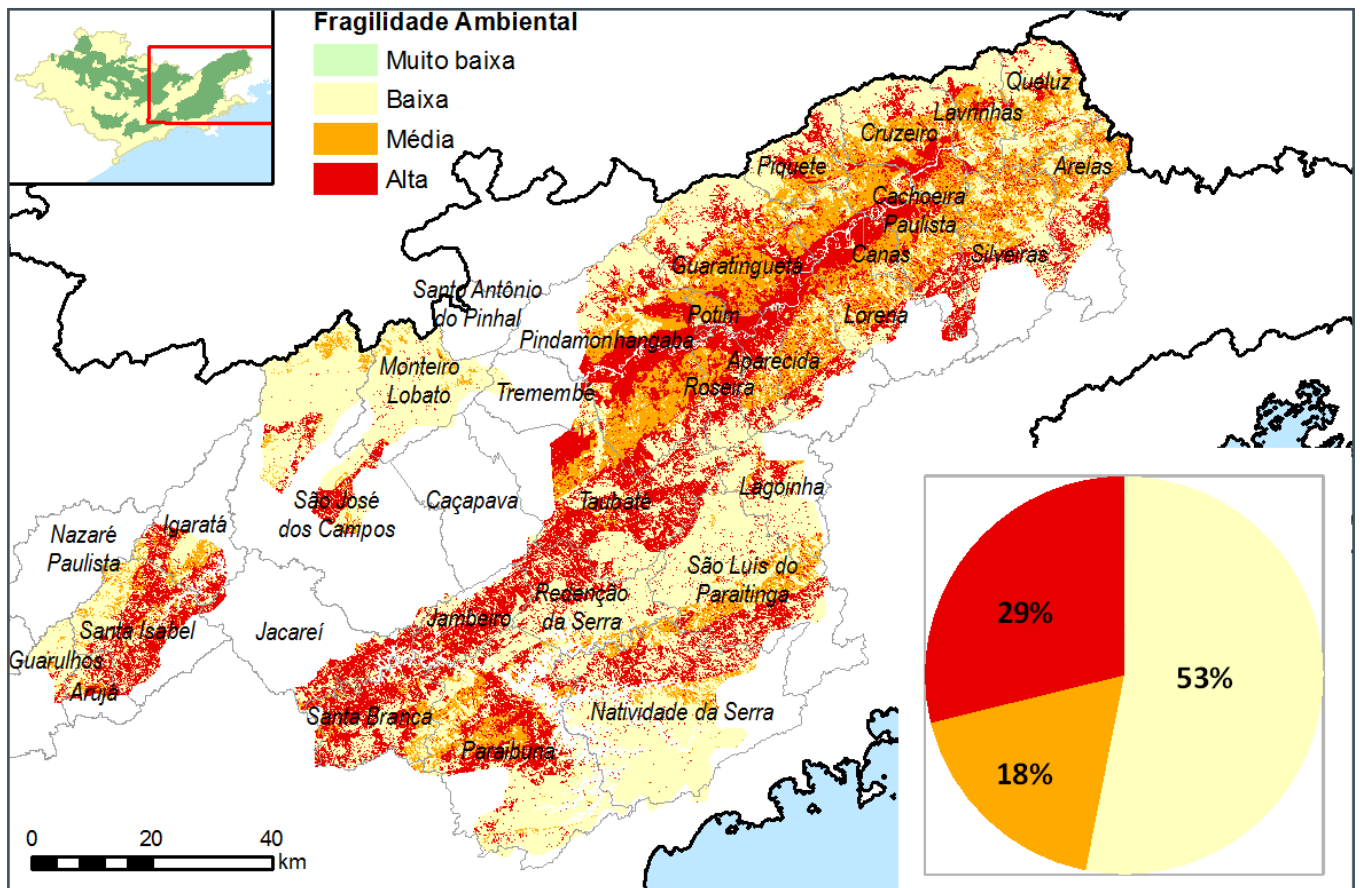 Fragilidade Ambiental
Muito baixa
Baixa
Média
Alta
Queluz
Lavrinhas
Cruzeiro
Piquete
Areias
Cachoeira
Paulista
Canas
Silveiras
Guaratinguetá
Santo Antônio
do Pinhal
Potim
Lorena
Pindamonhangaba
Aparecida
Monteiro
Lobato
Tremembé
Roseira
Lagoinha
São José
dos Campos
Caçapava
Taubaté
Nazaré
Paulista
Igaratá
São Luís do
Paraitinga
Redenção
da Serra
Jambeiro
Santa Isabel
Jacareí
Guarulhos
Arujá
Santa Branca
Natividade da Serra
Paraibuna
29%
53%
18%
0 20 40
km